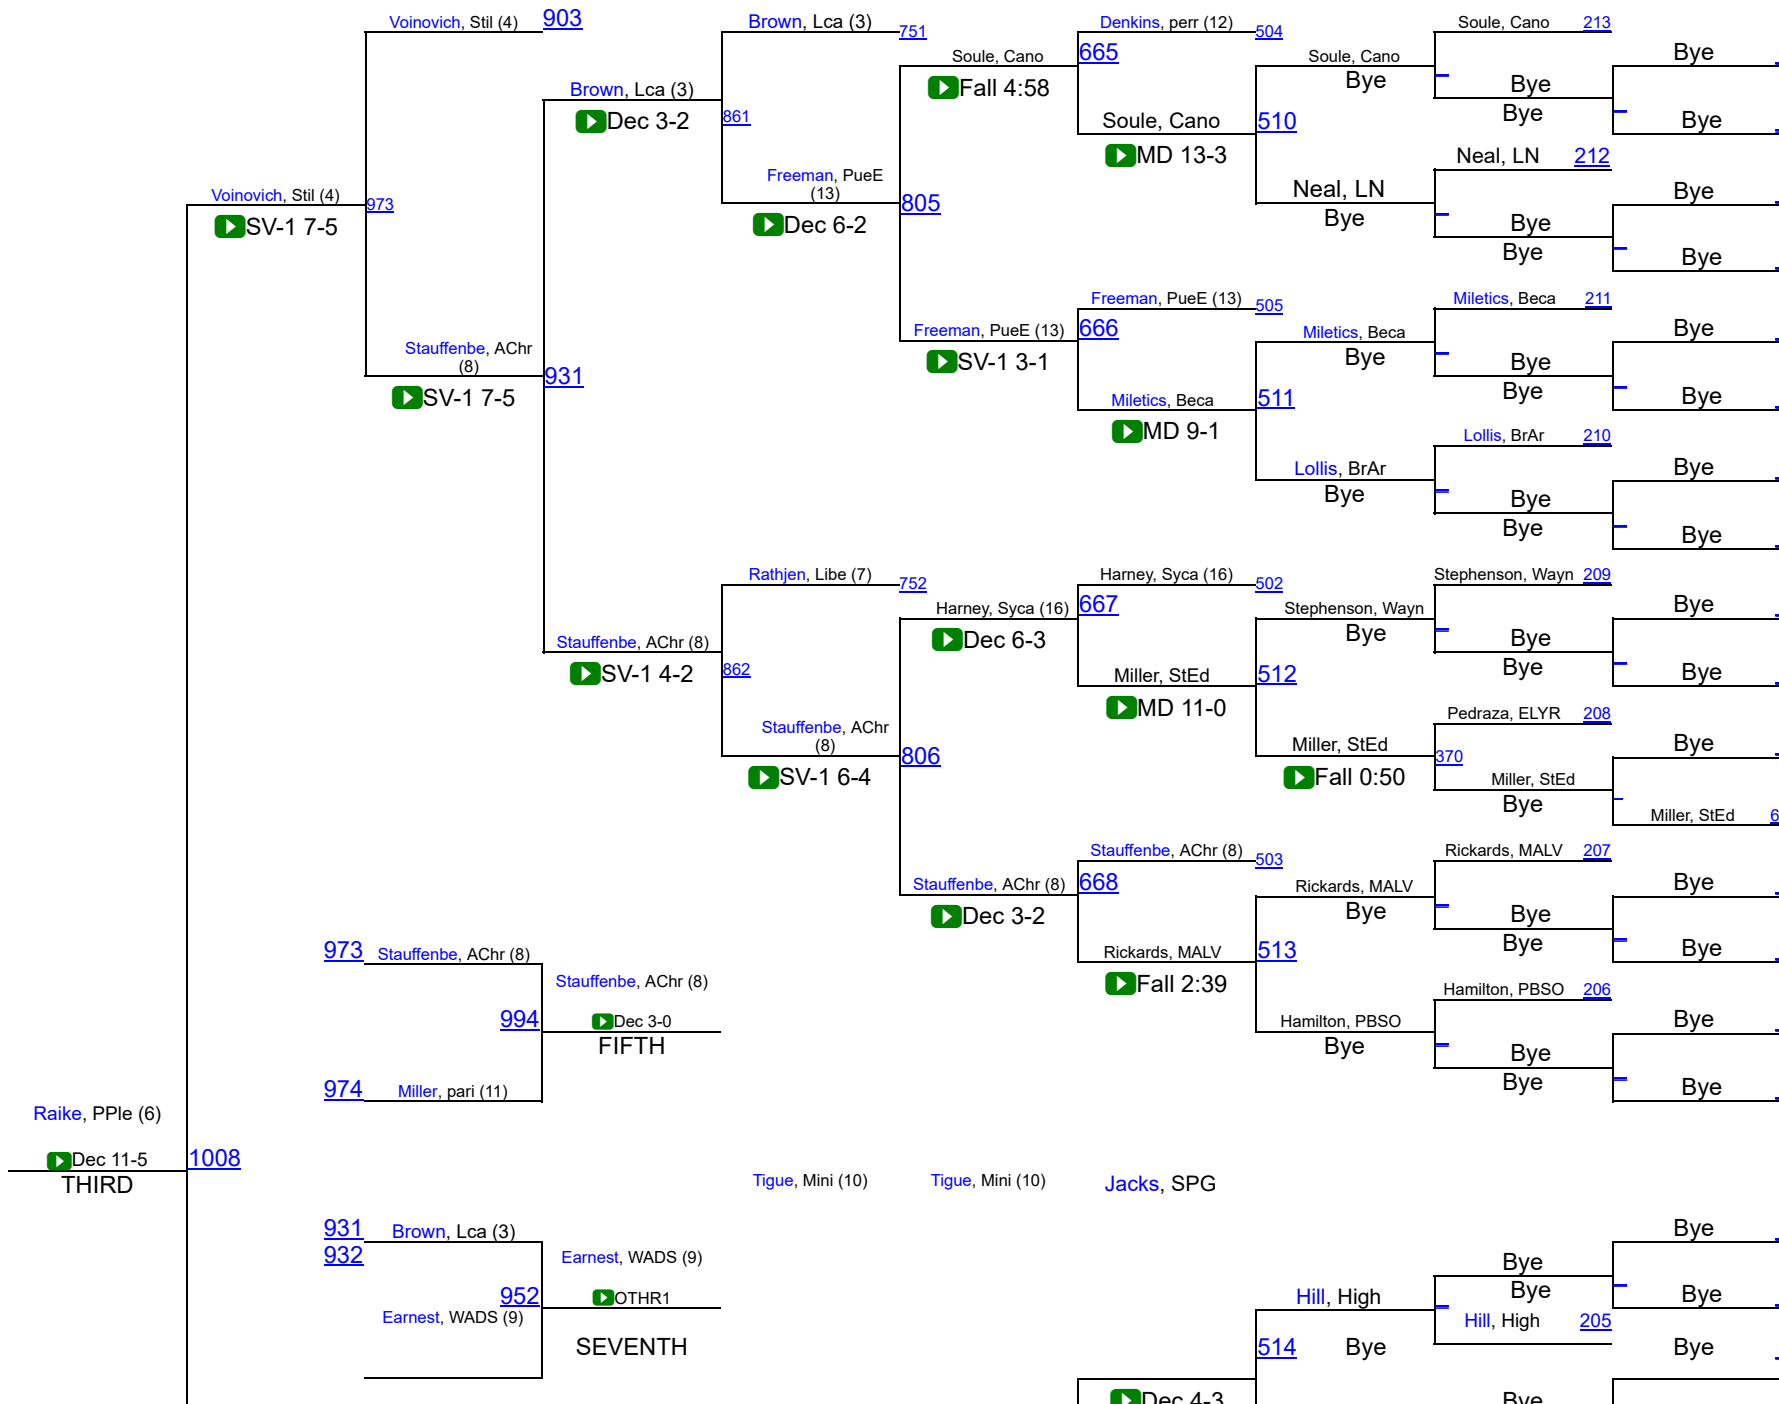 Voinovich, Stil (4) 903
Brown, Lca (3) 751
Denkins, perr (12) 504
Soule, Cano 213
Bye
Soule, Cano
665
Soule, Cano
Bye
Bye
Brown, Lca (3)
Fall 4:58
Bye
Dec 3-2
861
Soule, Cano
510
Bye
Bye
MD 13-3
Neal, LN 212
Freeman, PueE
(13)
Neal, LN
Bye
Voinovich, Stil (4)
973
805
SV-1 7-5
Dec 6-2
Bye
Bye
Bye
Bye
Freeman, PueE (13) 505
Miletics, Beca 211
Freeman, PueE (13)
666
Miletics, Beca
Bye
Stauffenbe, AChr
(8)
SV-1 3-1
Bye
Bye
931
SV-1 7-5
Miletics, Beca
511
Bye
Bye
MD 9-1
Lollis, BrAr 210
Lollis, BrAr
Bye
Bye
Bye
Bye
Bye
Rathjen, Libe (7) 752
Harney, Syca (16) 502
Stephenson, Wayn 209
Harney, Syca (16)
667
Stephenson, Wayn
Bye
Dec 6-3
Bye
Bye
Stauffenbe, AChr (8)
862
SV-1 4-2
Miller, StEd
512
Bye
Bye
MD 11-0
Pedraza, ELYR 208
Stauffenbe, AChr
(8)
Miller, StEd
Bye
806
370
SV-1 6-4
Fall 0:50
Miller, StEd
Bye
Miller, StEd 6
Stauffenbe, AChr (8) 503
Rickards, MALV 207
Stauffenbe, AChr (8)
668
Rickards, MALV
Bye
Dec 3-2
Bye
Bye
973 Stauffenbe, AChr (8)
Rickards, MALV
513
Bye
Bye
Stauffenbe, AChr (8)
Fall 2:39
Hamilton, PBSO 206
994
Dec 3-0
Hamilton, PBSO
Bye
FIFTH
Bye
Bye
974 Miller, pari (11)
Bye
Bye
Raike, PPle (6)
Dec 11-5
1008
THIRD
Tigue, Mini (10)
Tigue, Mini (10)
Jacks, SPG
931 Brown, Lca (3)
Bye
932
Earnest, WADS (9)
Bye
952
OTHR1
Hill, High
Bye
Bye
Earnest, WADS (9)
Hill, High 205
SEVENTH
514
Bye
Bye
Dec 4-3
Bye